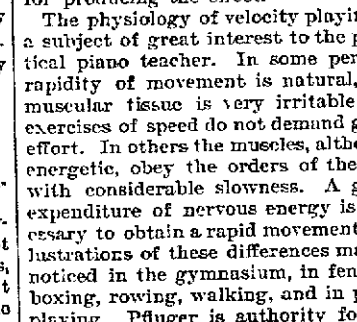 for producing the
The physiology of velocity playi
a subject of great interest to the p
tical piano teacher. In some per
rapidity of movement is natural,
muscular tissue is very irritable
exercises of speed do not demand g
effort. In others the muscles, altho
energetic, obey the orders of the
with considerable slowness. A g
expenditure of nervous energy is
essary to obtain a rapid movement
lustrations of these differences ma
noticed in the gymnasium, in fen
boxing, rowing, walking, and in p
playing. Pfluger is authority fo